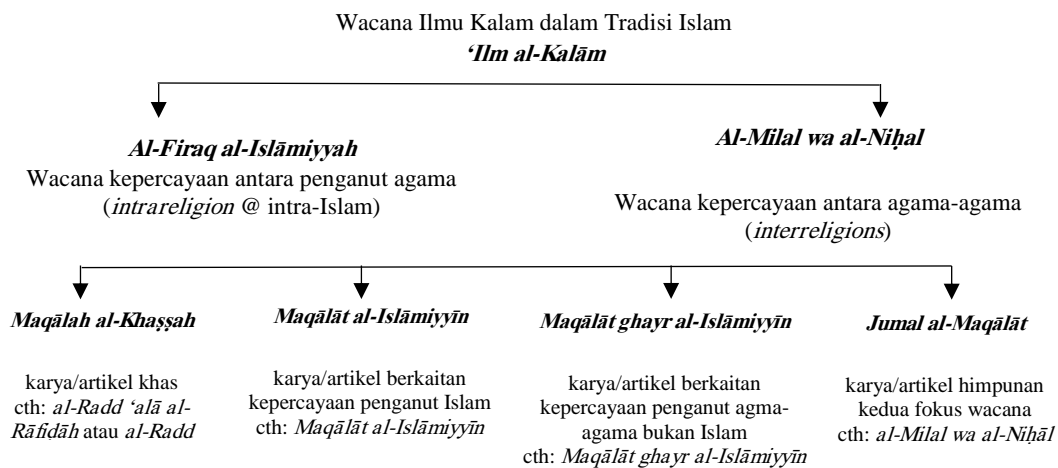 Wacana Ilmu Kalam dalam Tradisi Islam
‘Ilm al-Kalām
Al-Firaq al-Islāmiyyah
Wacana kepercayaan antara penganut agama
(intrareligion @ intra-Islam)
Al-Milal wa al-Niḥal
Wacana kepercayaan antara agama-agama
(interreligions)
Maqālah al-Khaṣṣah
karya/artikel khas
cth: al-Radd ‘alā al-
Rāfiḍāh atau al-Radd
Maqālāt al-Islāmiyyīn
karya/artikel berkaitan
kepercayaan penganut Islam
cth: Maqālāt al-Islāmiyyīn
Maqālāt ghayr al-Islāmiyyīn
karya/artikel berkaitan
kepercayaan penganut agma-
agama bukan Islam
cth: Maqālāt ghayr al-Islāmiyyīn
Jumal al-Maqālāt
karya/artikel himpunan
kedua fokus wacana
cth: al-Milal wa al-Niḥāl